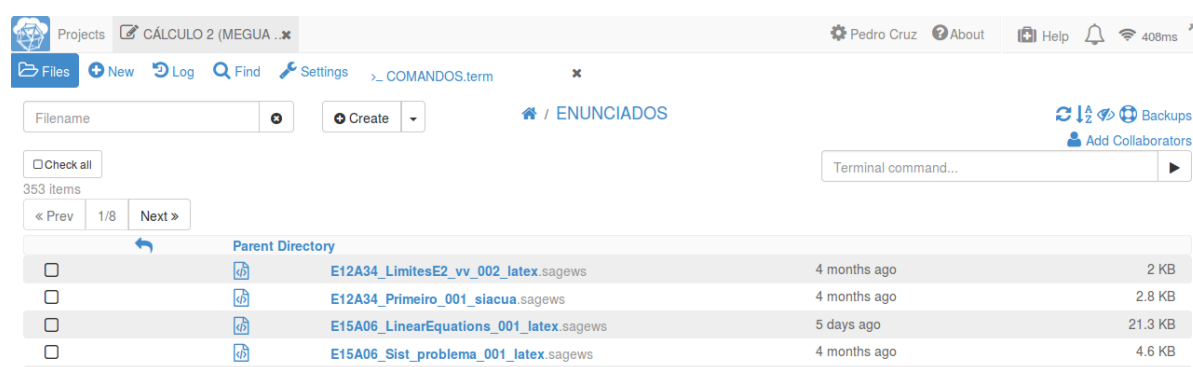 Projects CÁLCULO 2 (MEGUA .. Pedro Cruz About Help 408ms
Files New Log Find Settings >_ COMANDOS.term
Filename Create / ENUNCIADOS Backups
Add Collaborators
Check all Terminal command...
353 items
« Prev 1/8 Next »
Parent Directory
E12A34_LimitesE2_vv_002_latex.sagews 4 months ago 2 KB
E12A34_Primeiro_001_siacua.sagews 4 months ago 2.8 KB
E15A06_LinearEquations_001_latex.sagews 5 days ago 21.3 KB
E15A06_Sist_problema_001_latex.sagews 4 months ago 4.6 KB